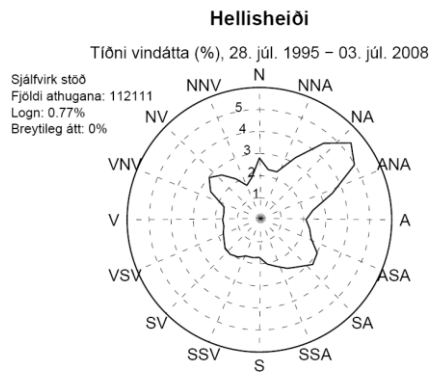 Hellisheiði
Tíðni vindátta (%), 28. júl. 1995 − 03. júl. 2008
Sjálfvirk stöð
Fjöldi athugana: 112111
Logn: 0.77%
Breytileg átt: 0%
N
NNV
NNA
NV
NA
VNV
ANA
V
A
VSV
ASA
SV
SA
SSV
SSA
S
5
4
3
2
1